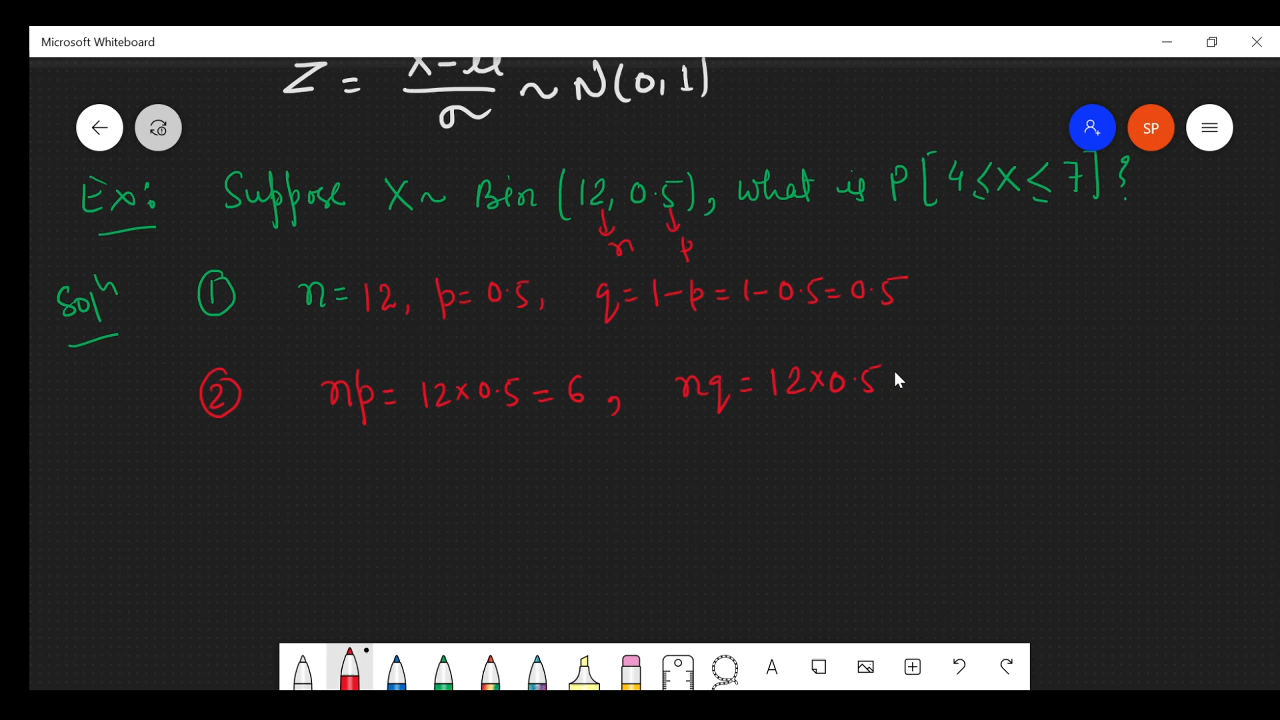 Microsoft Whiteboard
Z = X-μ/σ ~ N(0,1)
SP
Ex: Suppose X~ Bin (12, 0.5), what is P[4≤X≤7]?
n p
Solⁿ ① n= 12, p= 0.5, q= 1-p= 1-0.5= 0.5
② np= 12×0.5= 6, nq= 12×0.5
A